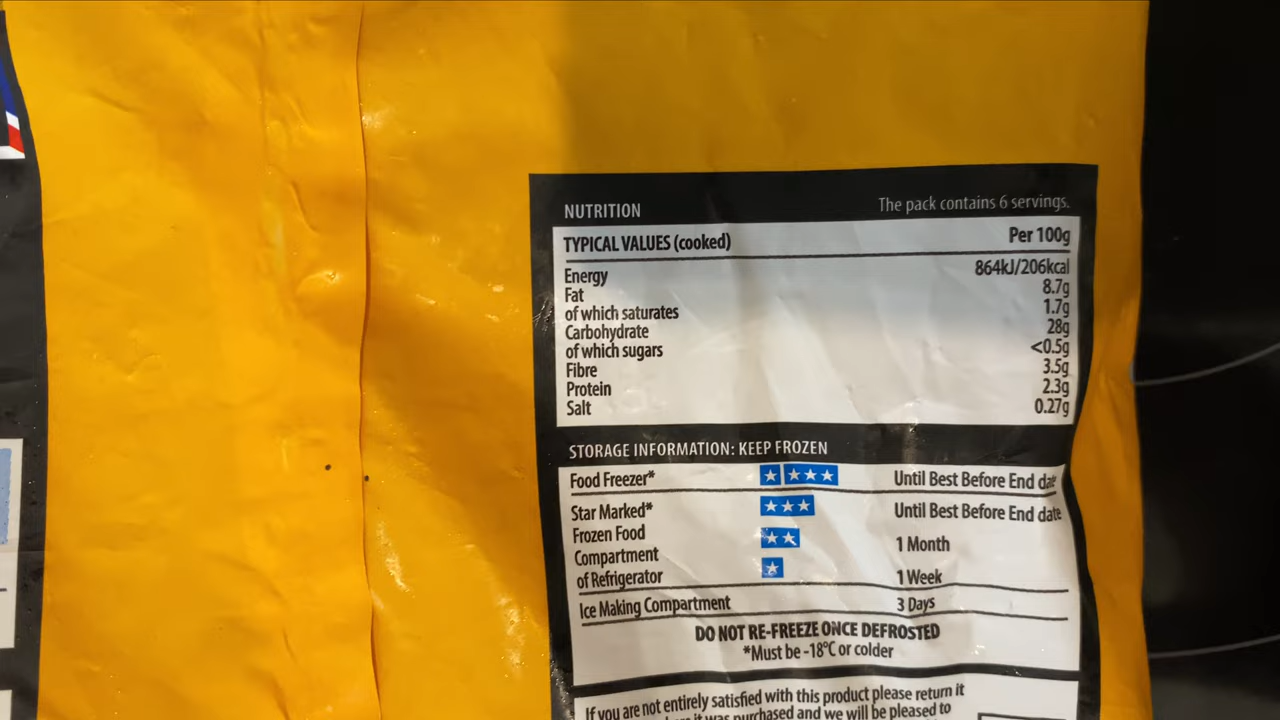 NUTRITION The pack contains 6 servings.
TYPICAL VALUES (cooked) Per 100g
Energy 864kJ/206kcal
Fat 8.7g
of which saturates 1.7g
Carbohydrate 28g
of which sugars <0.5g
Fibre 3.5g
Protein 2.3g
Salt 0.27g
STORAGE INFORMATION: KEEP FROZEN
Food Freezer* Until Best Before End date
Star Marked* Until Best Before End date
Frozen Food
Compartment 1 Month
of Refrigerator 1 Week
Ice Making Compartment 3 Days
DO NOT RE-FREEZE ONCE DEFROSTED
*Must be -18°C or colder
If you are not entirely satisfied with this product please return it
it was purchased and we will be pleased to